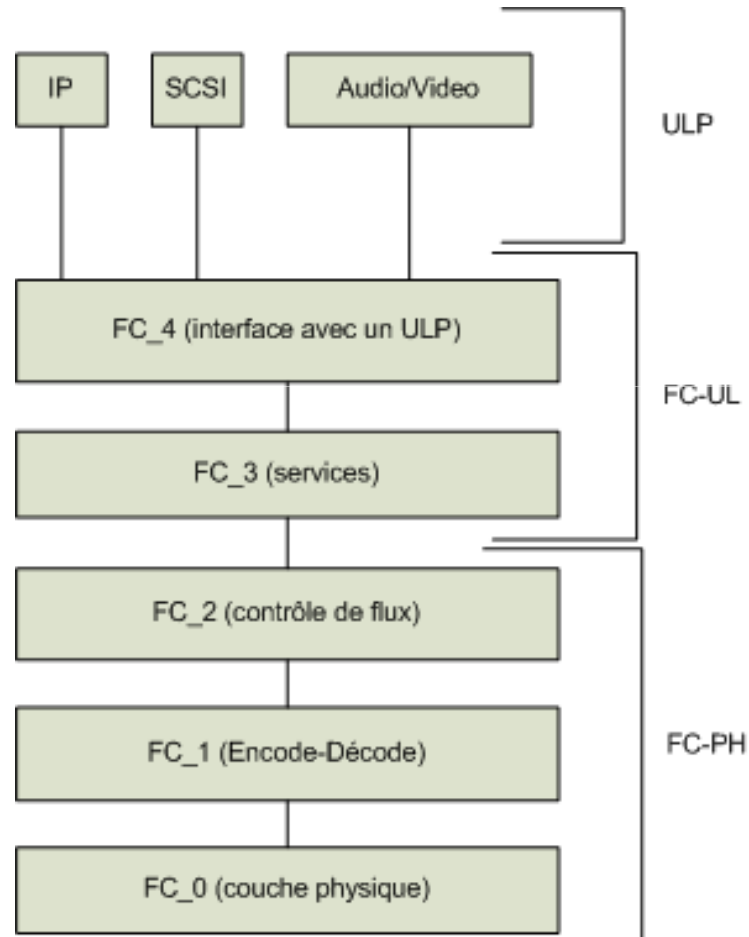 IP
SCSI
Audio/Video
ULP
FC_4 (interface avec un ULP)
FC-UL
FC_3 (services)
FC_2 (contrôle de flux)
FC_1 (Encode-Décode)
FC-PH
FC_0 (couche physique)